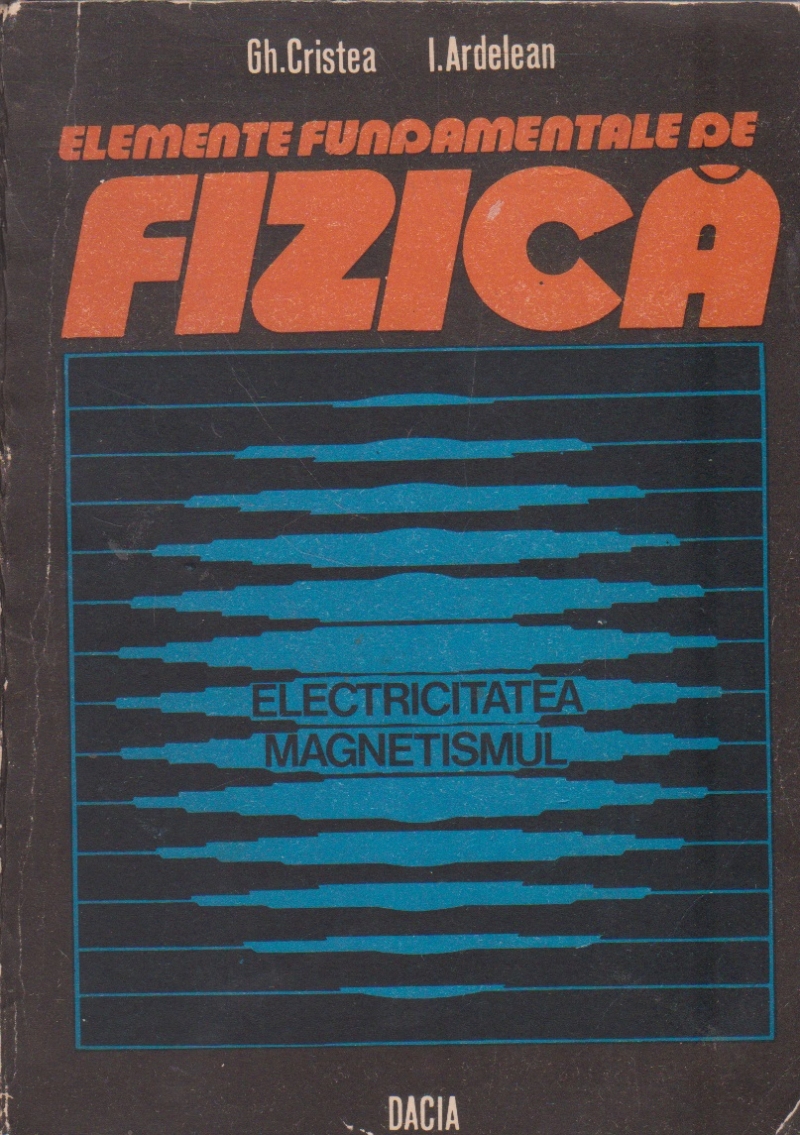 Gh.Cristea I.Ardelean
ELEMENTE FUNDAMENTALE DE
FIZICĂ
ELECTRICITATEA
MAGNETISMUL
DACIA